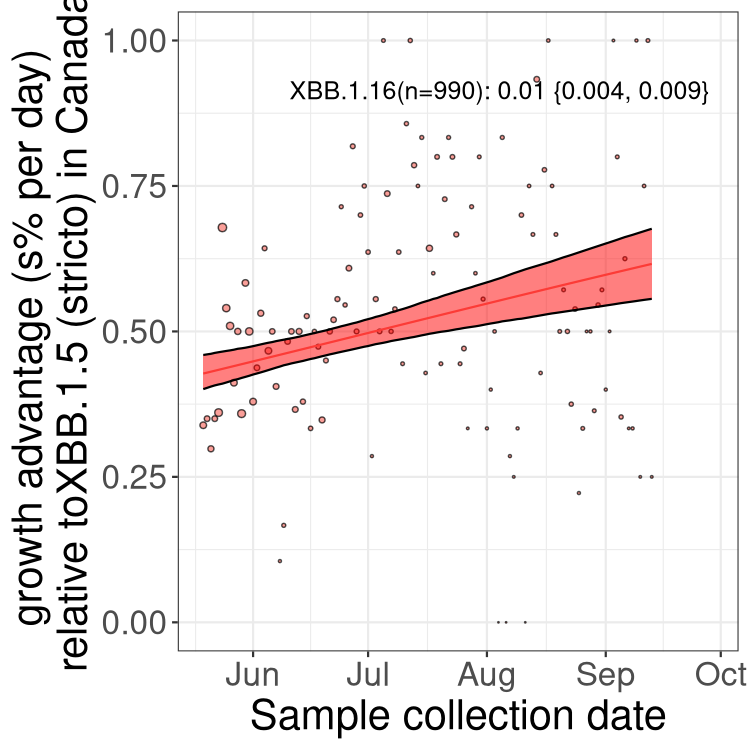 growth advantage (s% per day)
relative toXBB.1.5 (stricto) in Canada
1.00
0.75
0.50
0.25
0.00
XBB.1.16(n=990): 0.01 {0.004, 0.009}
Jun Jul Aug Sep Oct
Sample collection date